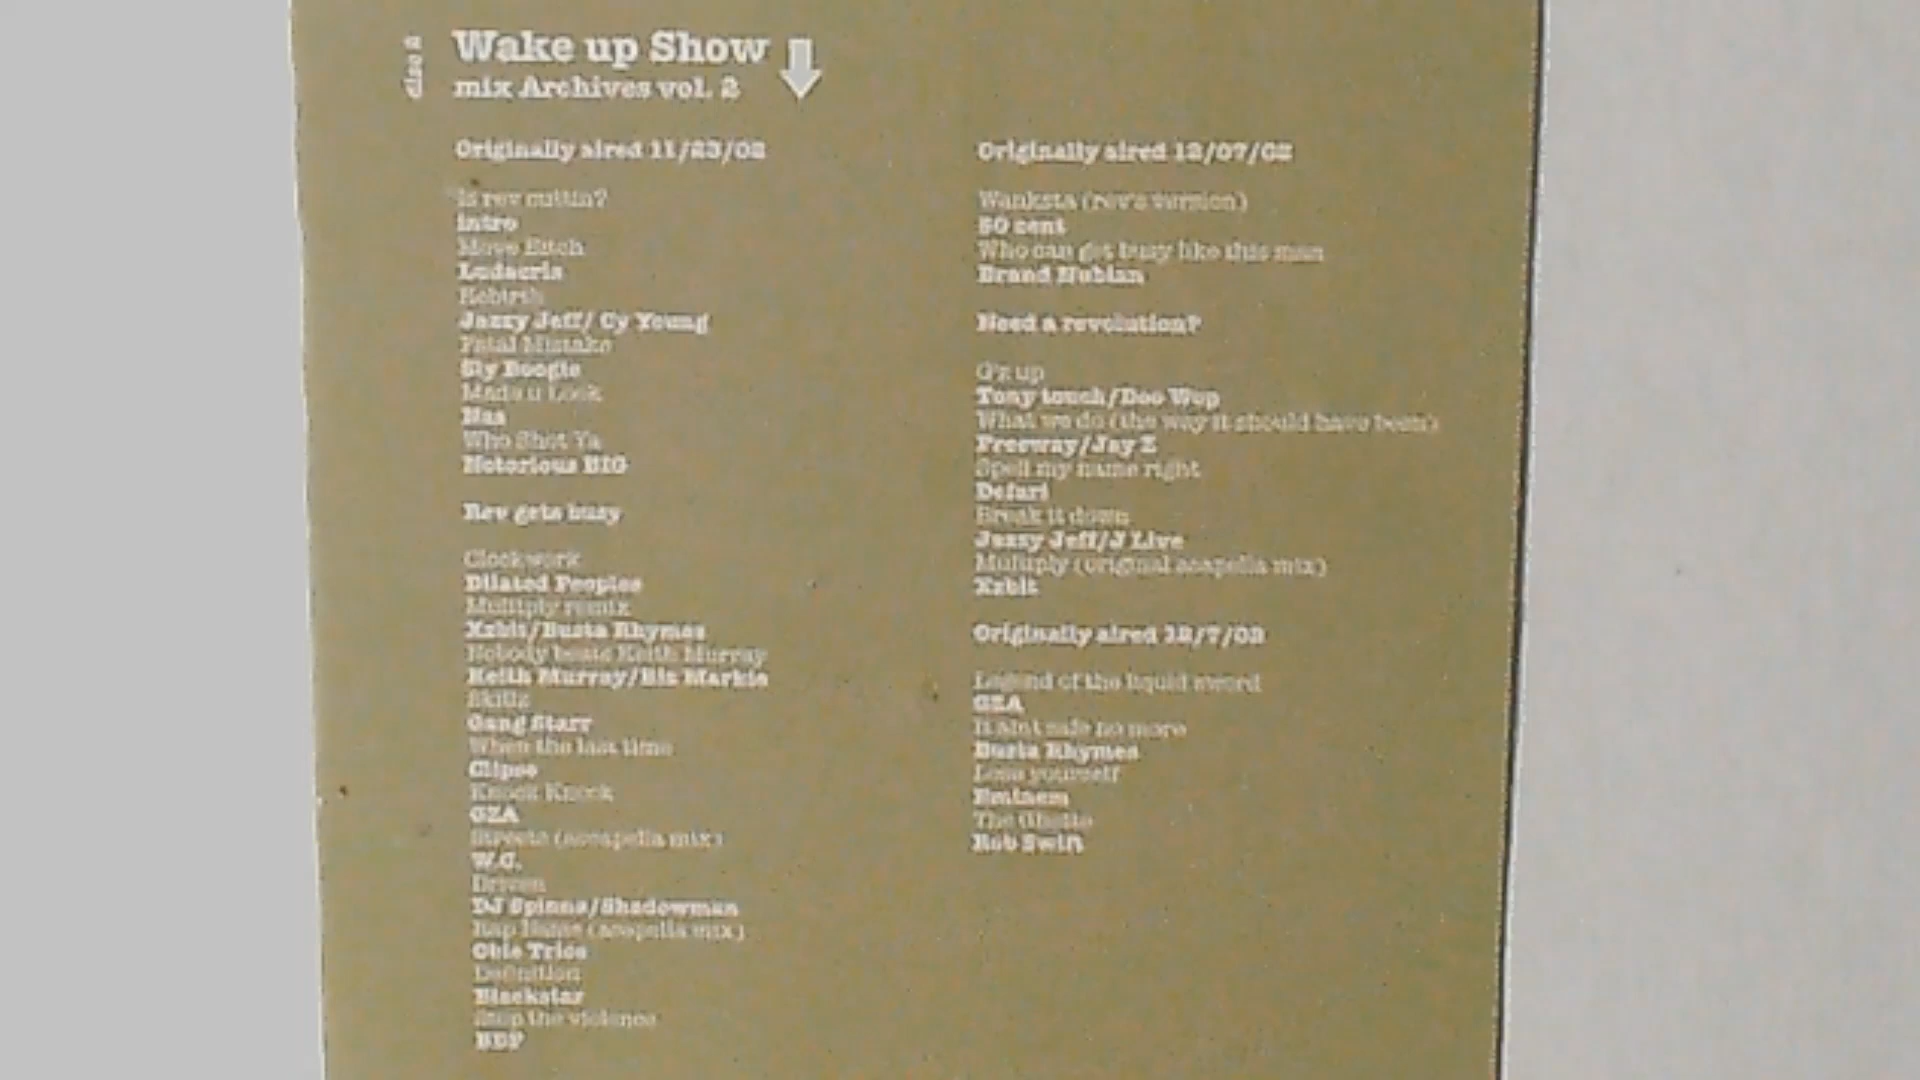 disc 2
Wake up Show
mix Archives vol. 2
Originally aired 11/23/02
Is rev cuttin?
intro
Move Bitch
Ludacris
Rebirth
Jazzy Jeff/ Cy Young
Fatal Mistake
Sly Boogie
Made u Look
Nas
Who Shot Ya
Notorious BIG
Rev gets busy
Clockwork
Dilated Peoples
Multiply remix
Xzbit/Busta Rhymes
Nobody beats Keith Murray
Keith Murray/Biz Markie
Skillz
Gang Starr
When the last time
Clipse
Knock Knock
GZA
Streets (accapella mix)
W.C.
Driven
DJ Spinna/Shadowman
Rap Name (acapella mix)
Obie Trice
Definition
Blackstar
Stop the violence
BDP
Originally aired 12/07/02
Wanksta (rev's version)
50 cent
Who can get busy like this man
Brand Nubian
Need a revolution?
G'z up
Tony touch/Doo Wop
What we do (the way it should have been)
Freeway/Jay Z
Spell my name right
Defari
Break it down
Jazzy Jeff/J Live
Multiply (original acapella mix)
Xzbit
Originally aired 12/7/02
Legend of the liquid sword
GZA
It aint safe no more
Busta Rhymes
Lose yourself
Eminem
The Ghetto
Rob Swift